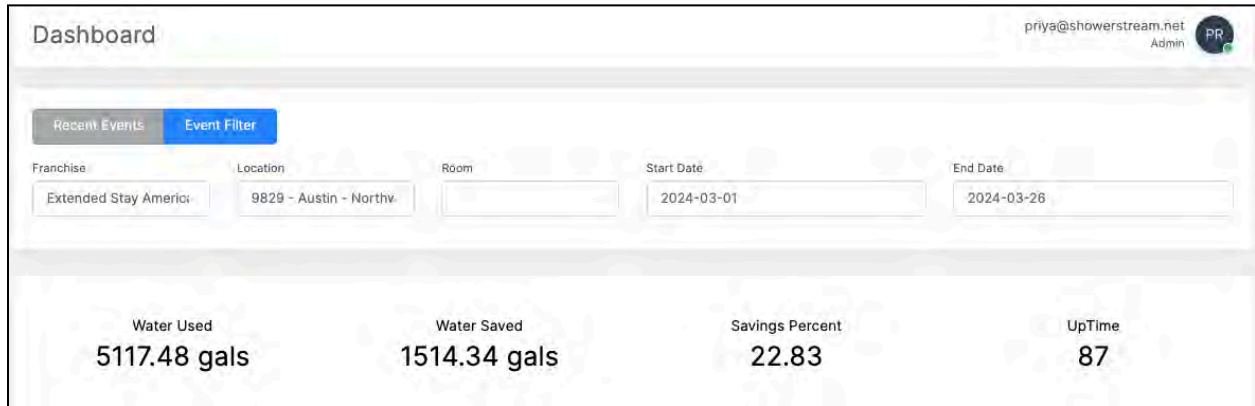 Dashboard
priya@showerstream.net
Admin
PR
Recent Events
Event Filter
Franchise
Location
Room
Start Date
End Date
Extended Stay Americ
9829 - Austin - Northw
2024-03-01
2024-03-26
Water Used
Water Saved
Savings Percent
UpTime
5117.48 gals
1514.34 gals
22.83
87